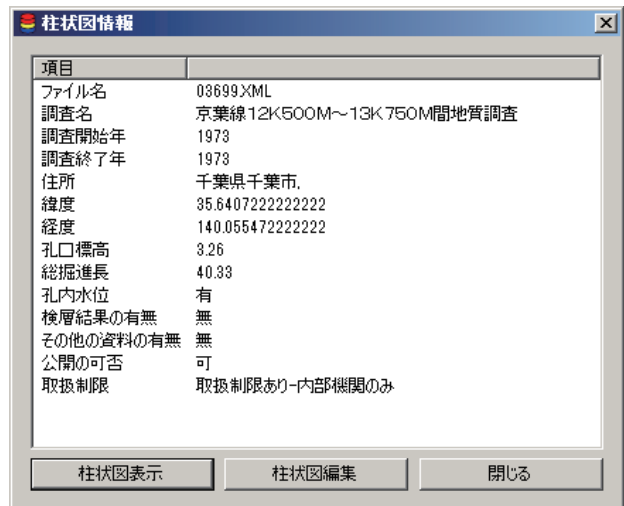 柱状図情報
項目
ファイル名 03699.XML
調査名 京葉線12K500M～13K750M間地質調査
調査開始年 1973
調査終了年 1973
住所 千葉県千葉市,
緯度 35.6407222222222
経度 140.055472222222
孔口標高 3.26
総掘進長 40.33
孔内水位 有
検層結果の有無 無
その他の資料の有無 無
公開の可否 可
取扱制限 取扱制限あり-内部機関のみ
柱状図表示 柱状図編集 閉じる